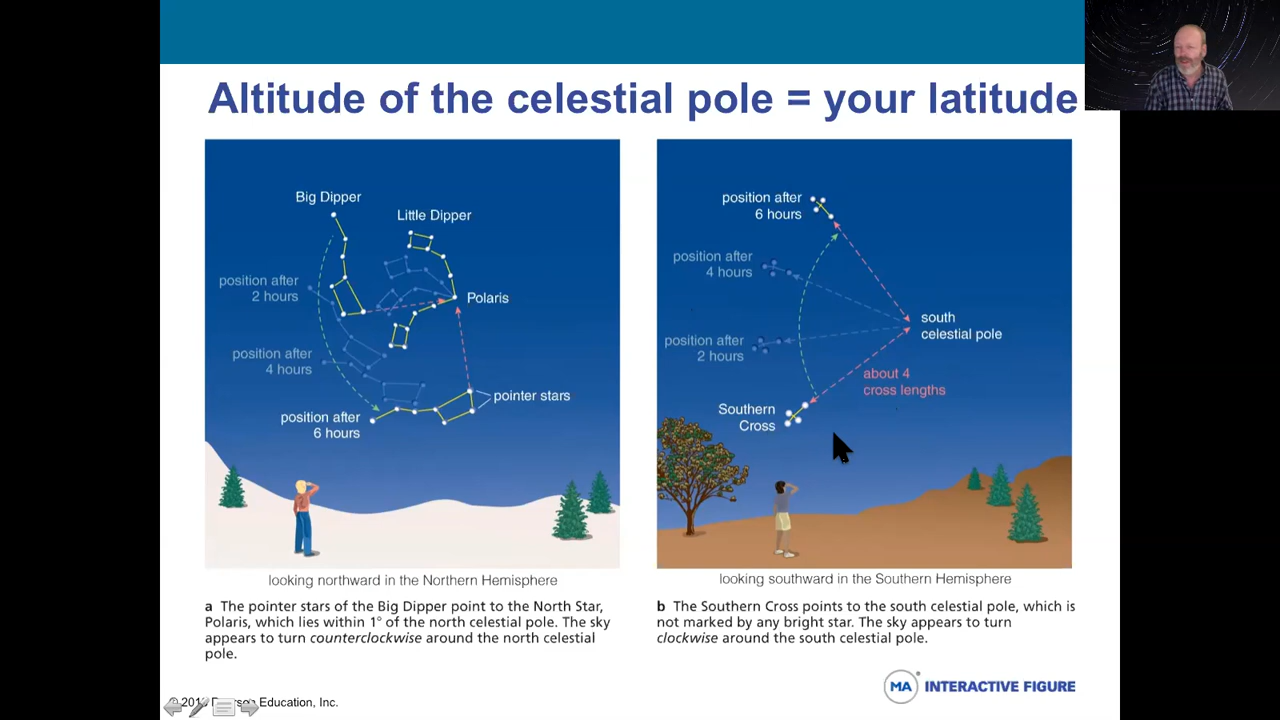 Altitude of the celestial pole = your latitude
Big Dipper
Little Dipper
position after
2 hours
Polaris
position after
4 hours
pointer stars
position after
6 hours
looking northward in the Northern Hemisphere
a The pointer stars of the Big Dipper point to the North Star,
Polaris, which lies within 1° of the north celestial pole. The sky
appears to turn counterclockwise around the north celestial
pole.
position after
6 hours
position after
4 hours
south
celestial pole
position after
2 hours
about 4
cross lengths
Southern
Cross
looking southward in the Southern Hemisphere
b The Southern Cross points to the south celestial pole, which is
not marked by any bright star. The sky appears to turn
clockwise around the south celestial pole.
Education, Inc.
MA INTERACTIVE FIGURE